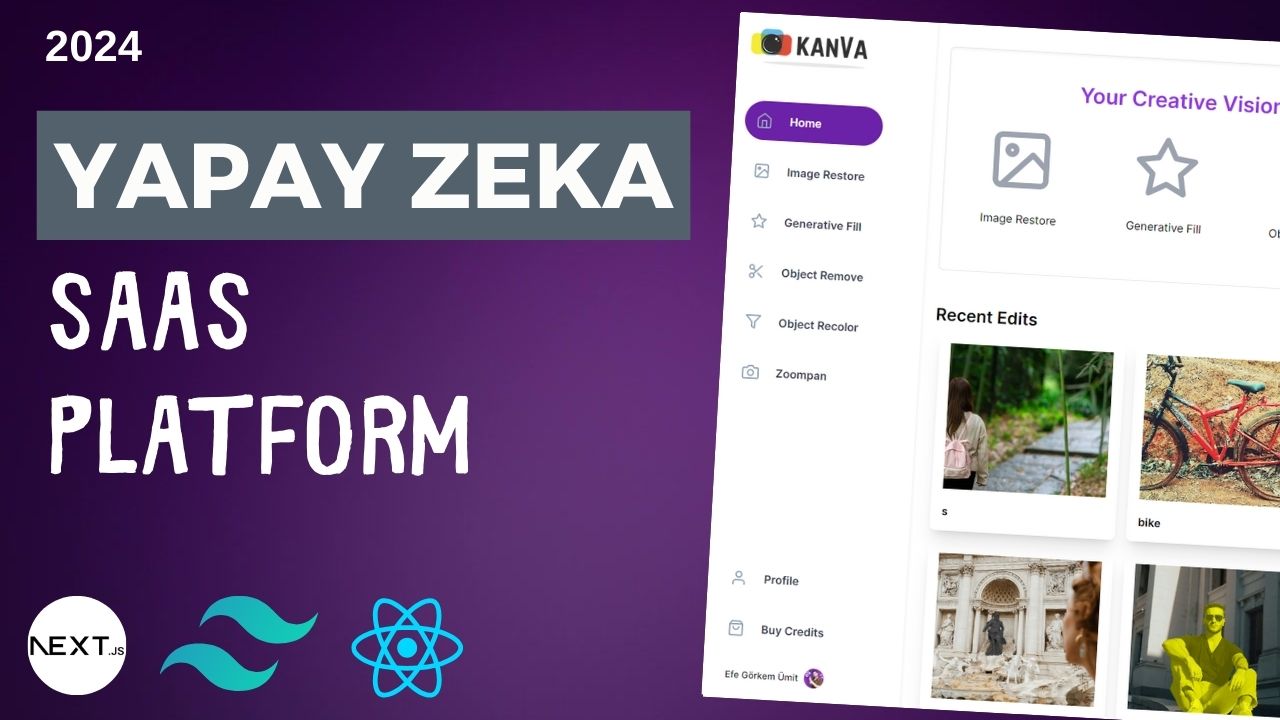 2024
YAPAY ZEKA
SAAS
PLATFORM
NEXT.JS
KANVA
Home
Image Restore
Generative Fill
Object Remove
Object Recolor
Zoompan
Profile
Buy Credits
Efe Görkem Ümit
Your Creative Vision
Image Restore
Generative Fill
Ob
Recent Edits
s
bike